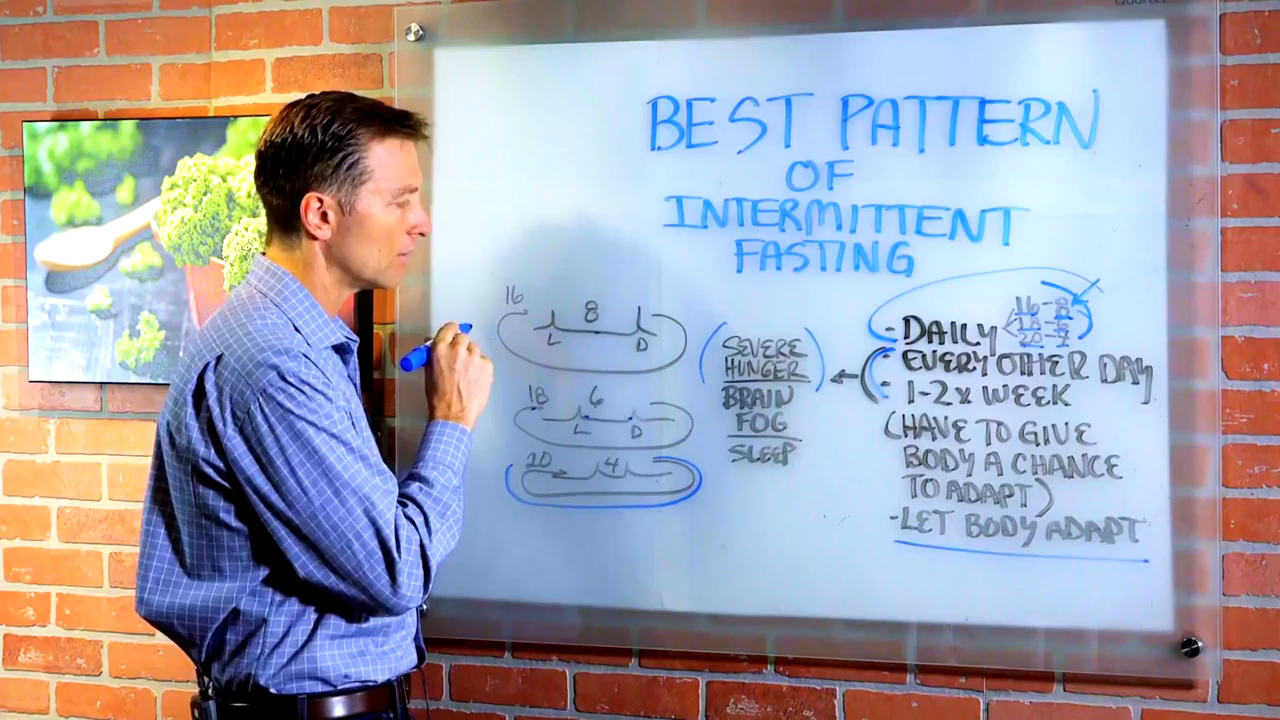 BEST PATTERN
OF
INTERMITTENT
FASTING
16
8
L D
18 6
L D
20 4
SEVERE
HUNGER
BRAIN
FOG
SLEEP
16-8
18-6
20-4
- DAILY
- EVERY OTHER DAY
- 1-2x WEEK
(HAVE TO GIVE
BODY A CHANCE
TO ADAPT)
-LET BODY ADAPT